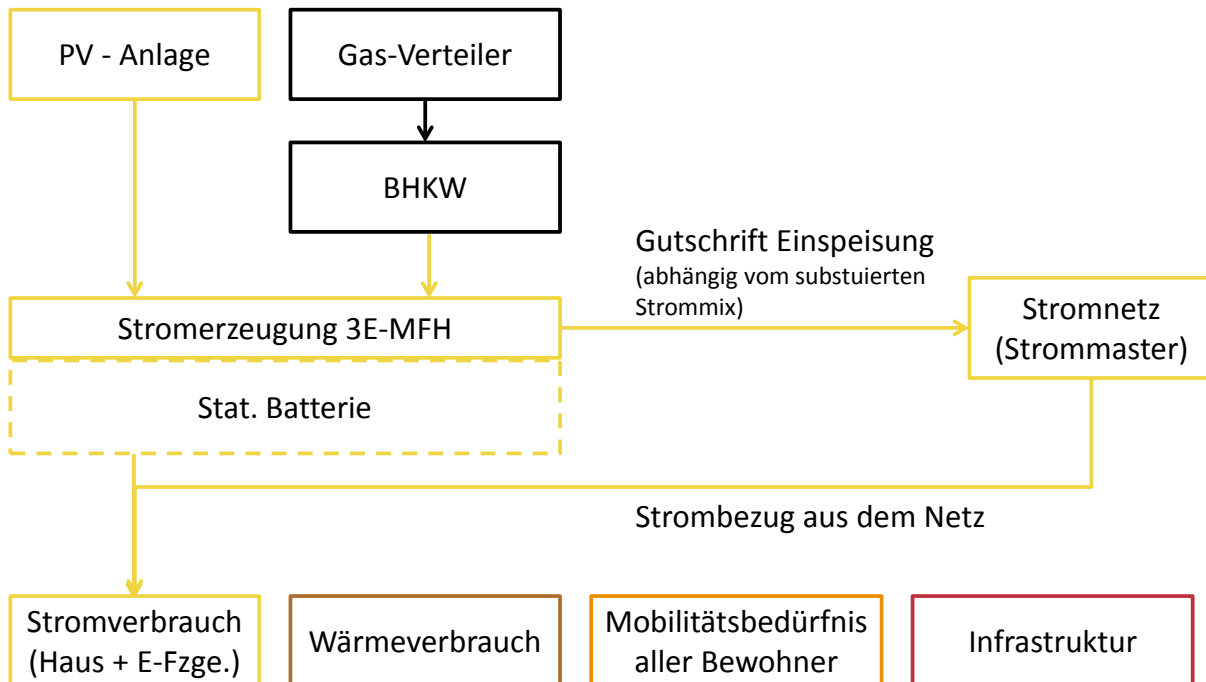 PV - Anlage
Gas-Verteiler
BHKW
Gutschrift Einspeisung
(abhängig vom substuierten
Strommix)
Stromerzeugung 3E-MFH
Stromnetz
(Strommaster)
Stat. Batterie
Strombezug aus dem Netz
Stromverbrauch
(Haus + E-Fzge.)
Wärmeverbrauch
Mobilitätsbedürfnis
aller Bewohner
Infrastruktur